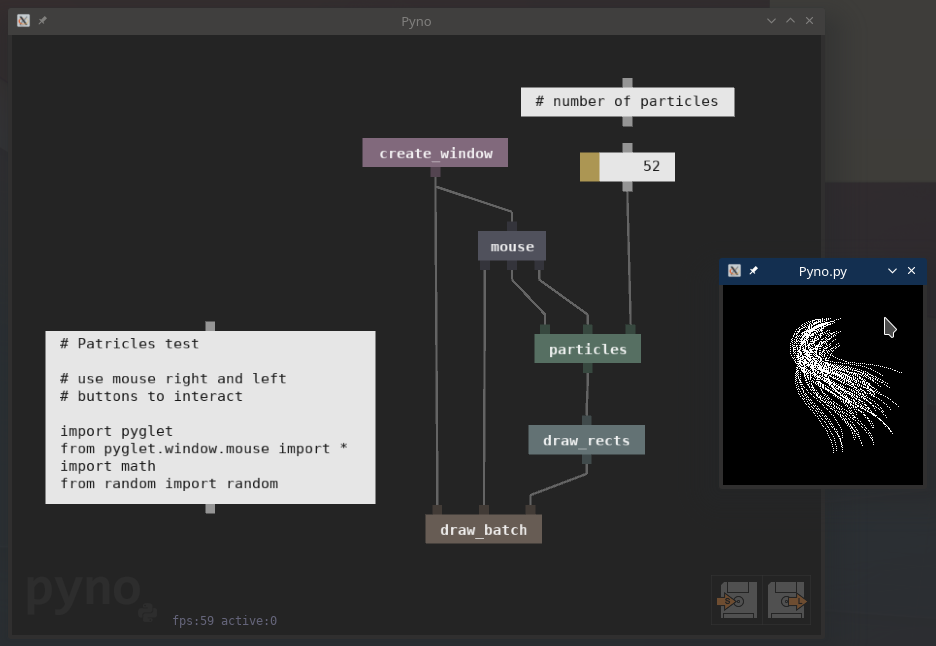 Pyno
# number of particles
create_window
52
mouse
Pyno.py
# Patricles test
# use mouse right and left
# buttons to interact
import pyglet
from pyglet.window.mouse import *
import math
from random import random
particles
draw_rects
draw_batch
pyno
fps:59 active:0